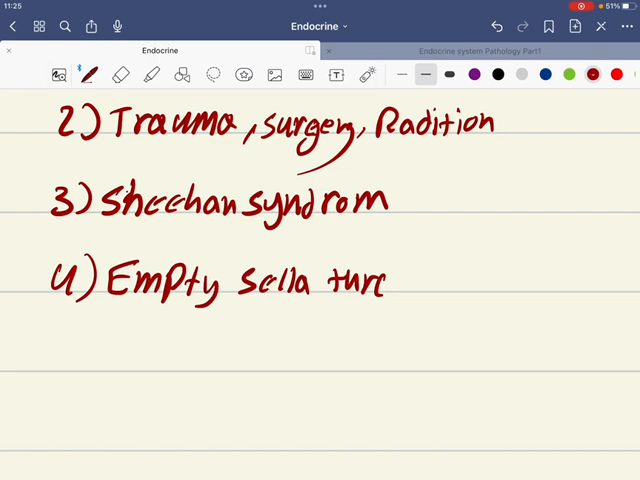 11:25
51%
Endocrine
Endocrine
Endocrine system Pathology Part1
2) Trauma, surgery, Radition
3) Sheehan syndrom
4) Empty sella turc